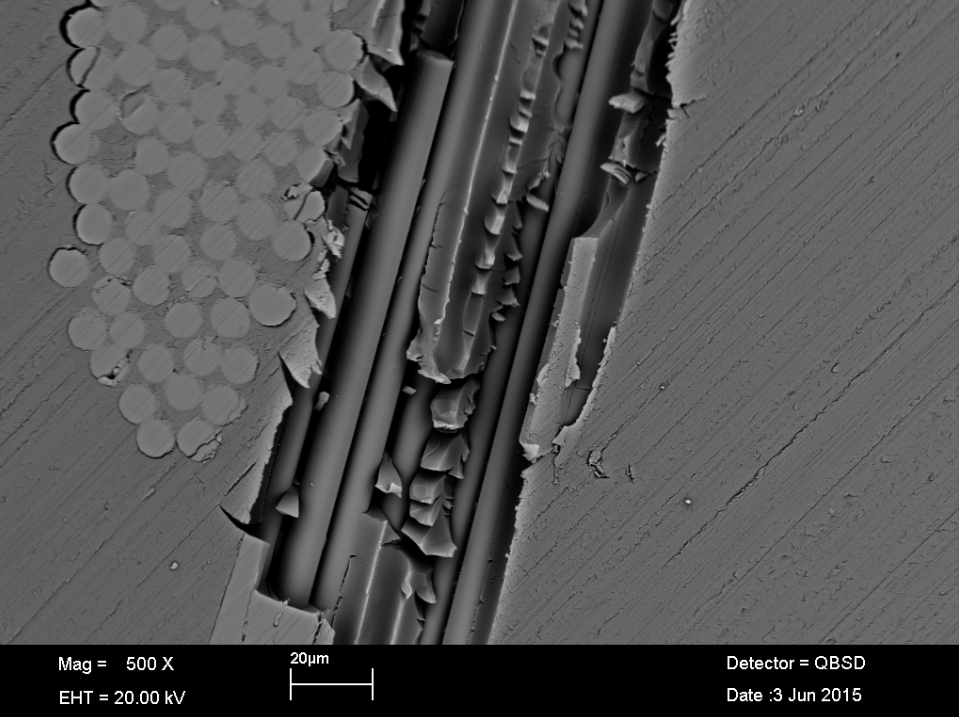 Mag = 500 X
EHT = 20.00 kV
20µm
Detector = QBSD
Date :3 Jun 2015